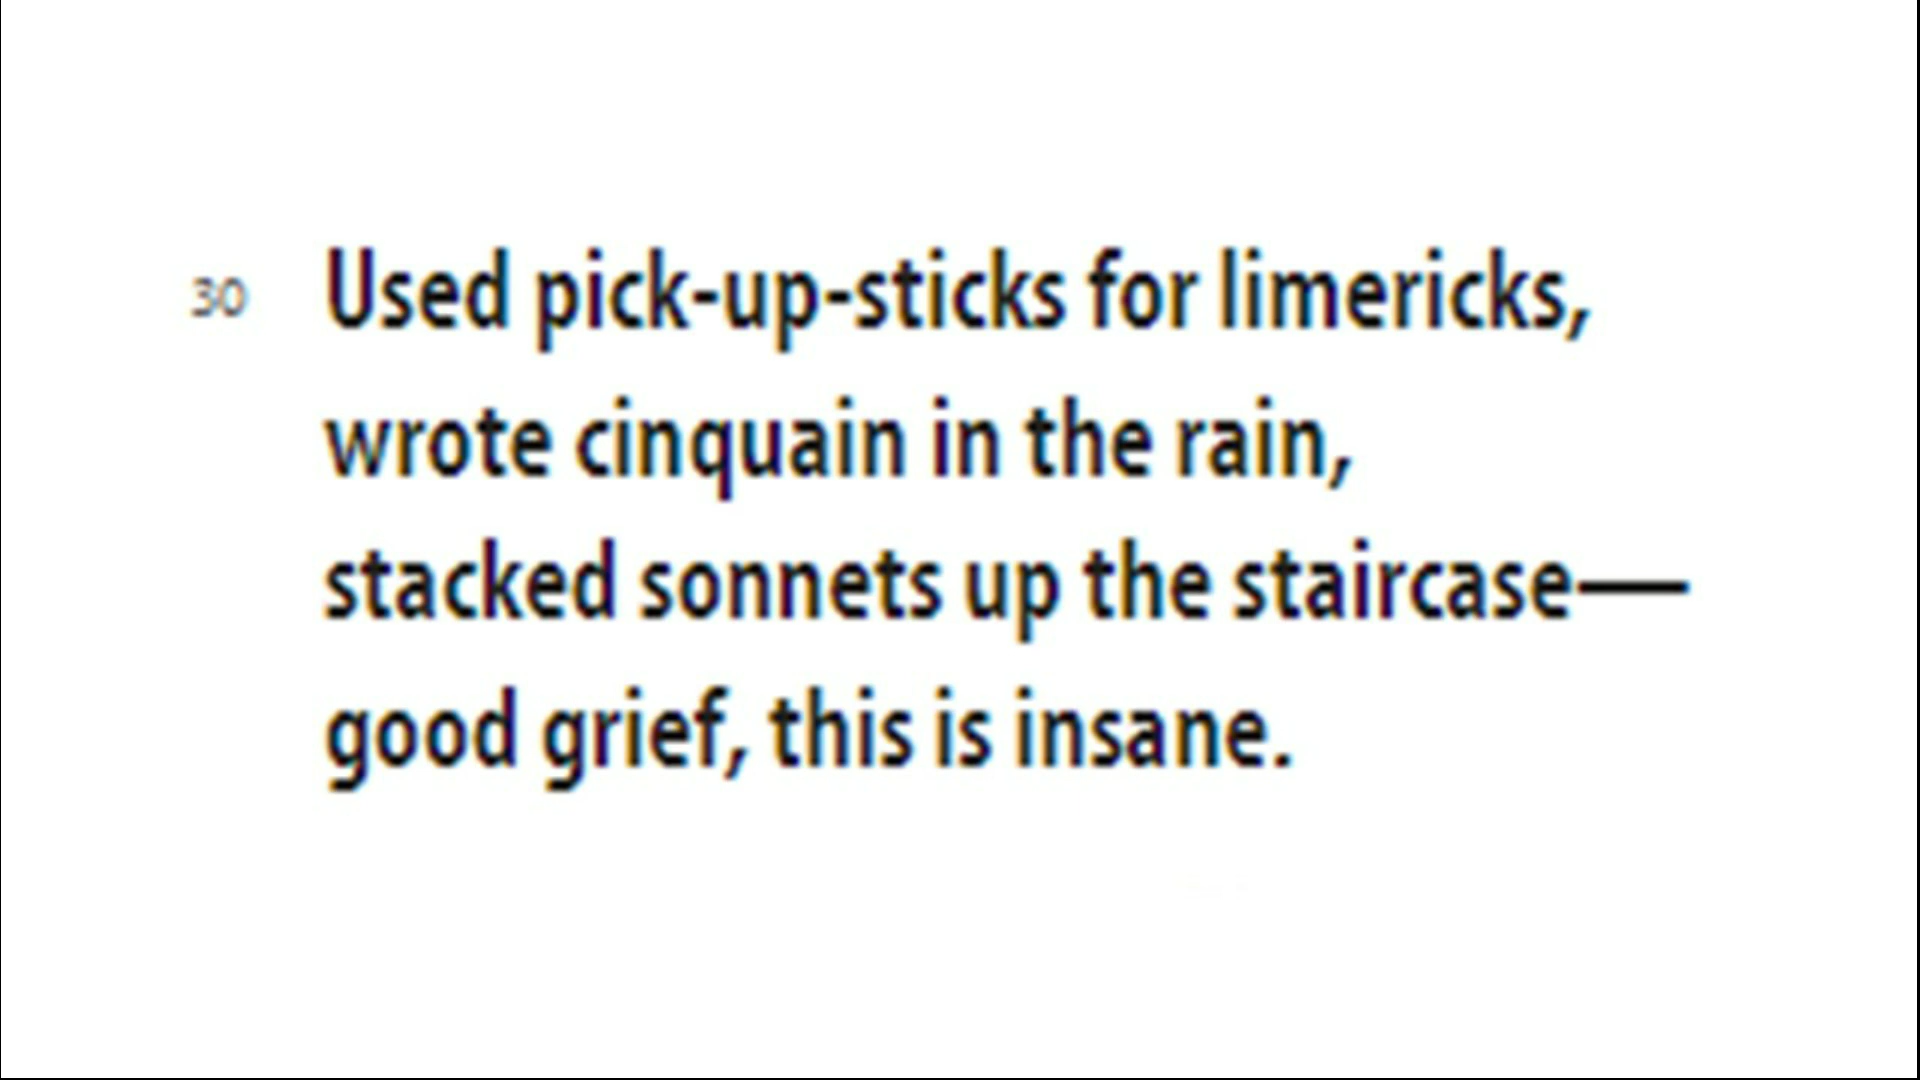 30 Used pick-up-sticks for limericks,
wrote cinquain in the rain,
stacked sonnets up the staircase—
good grief, this is insane.